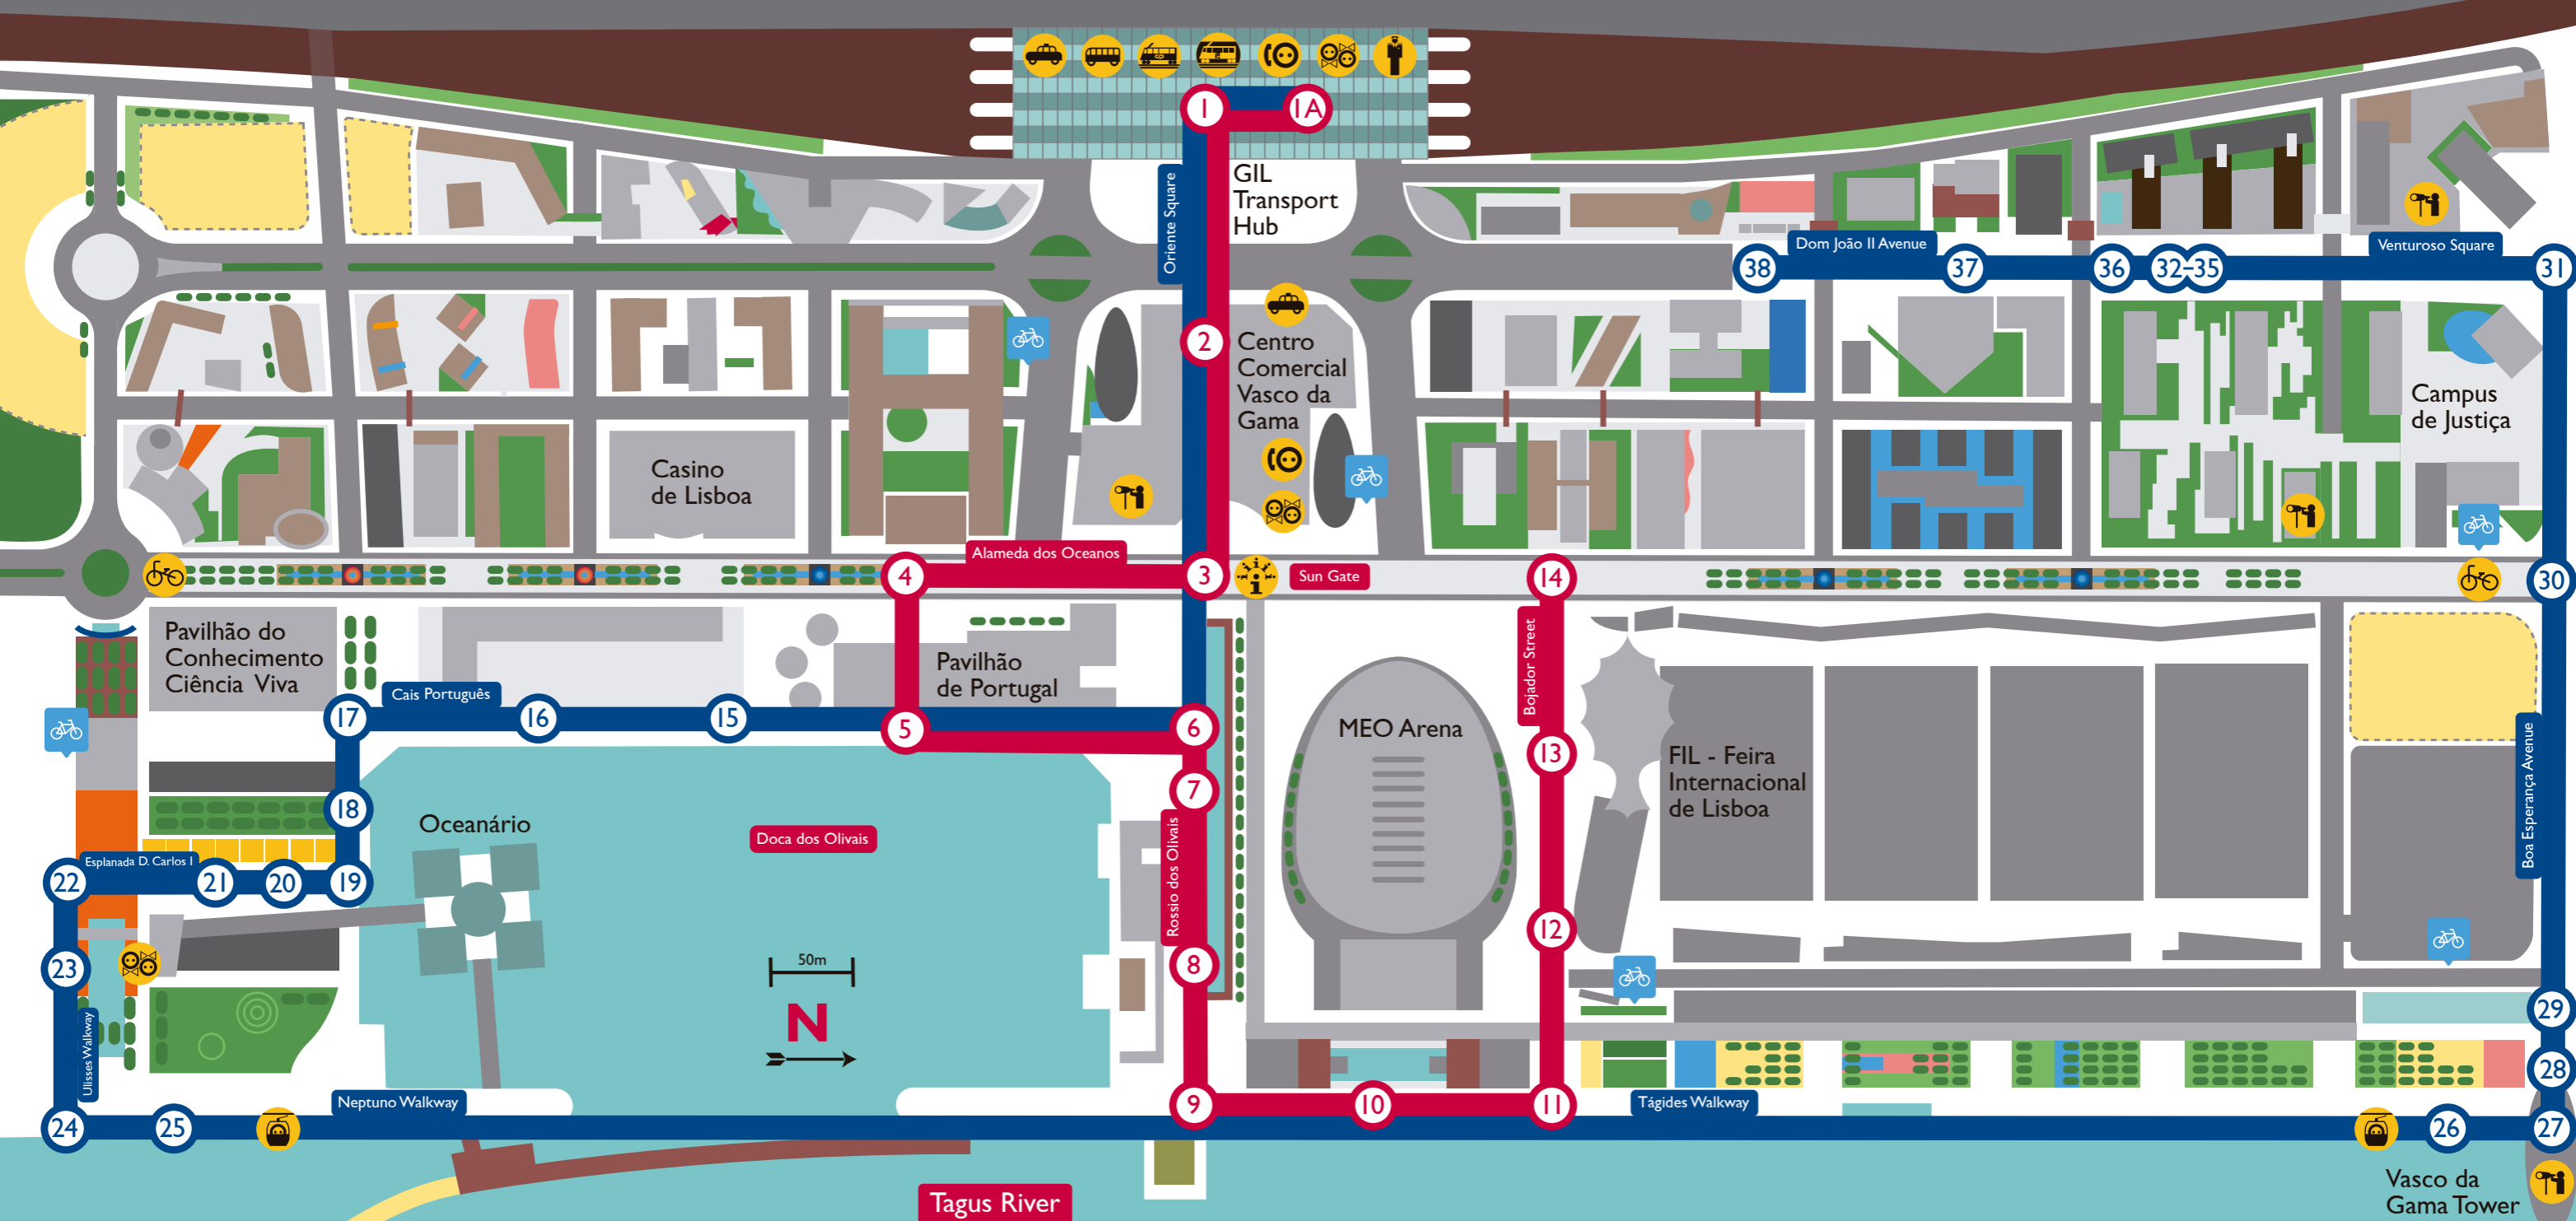 1
1A
GIL
Transport
Hub
Oriente Square
Dom João II Avenue
Venturoso Square
38
37
36
32-35
31
2
Centro
Comercial
Vasco da
Gama
Campus
de Justiça
Casino
de Lisboa
Alameda dos Oceanos
4
3
i
Sun Gate
14
30
Pavilhão do
Conhecimento
Ciência Viva
Pavilhão
de Portugal
Bojador Street
Cais Português
17
16
15
5
6
MEO Arena
13
FIL - Feira
Internacional
de Lisboa
Boa Esperança Avenue
7
18
Oceanário
Doca dos Olivais
Rossio dos Olivais
Esplanada D. Carlos I
22
21
20
19
12
23
50m
8
N
29
Ulisses Walkway
28
Neptuno Walkway
9
10
11
Tágides Walkway
24
25
26
27
Vasco da
Gama Tower
Tagus River